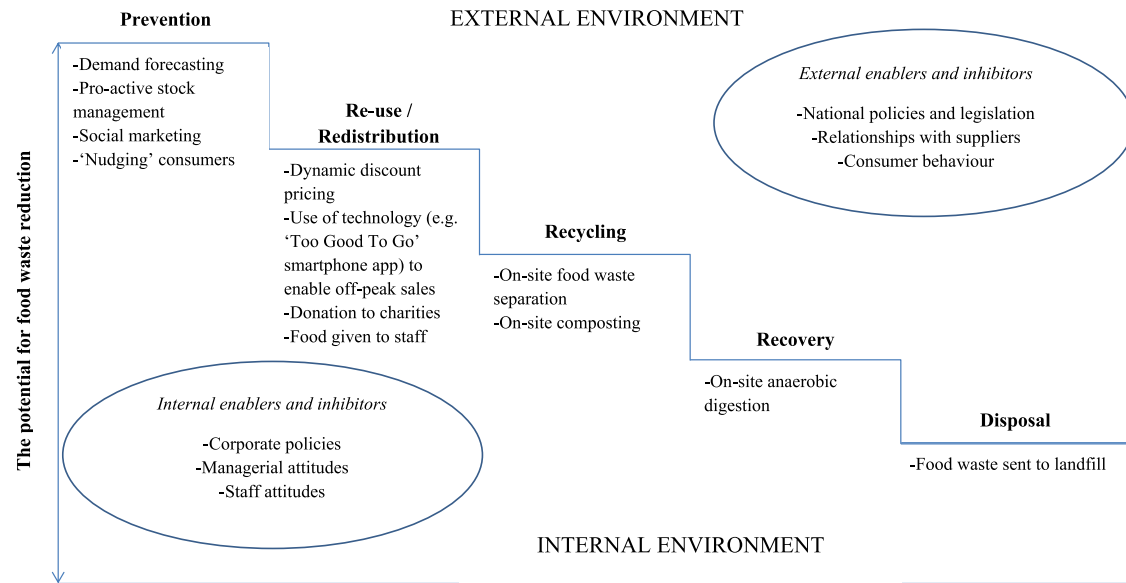 EXTERNAL ENVIRONMENT
The potential for food waste reduction
Prevention
-Demand forecasting
-Pro-active stock
management
-Social marketing
-‘Nudging’ consumers
Re-use /
Redistribution
-Dynamic discount
pricing
-Use of technology (e.g.
‘Too Good To Go’
smartphone app) to
enable off-peak sales
-Donation to charities
-Food given to staff
Recycling
-On-site food waste
separation
-On-site composting
Recovery
-On-site anaerobic
digestion
Disposal
-Food waste sent to landfill
External enablers and inhibitors
-National policies and legislation
-Relationships with suppliers
-Consumer behaviour
Internal enablers and inhibitors
-Corporate policies
-Managerial attitudes
-Staff attitudes
INTERNAL ENVIRONMENT